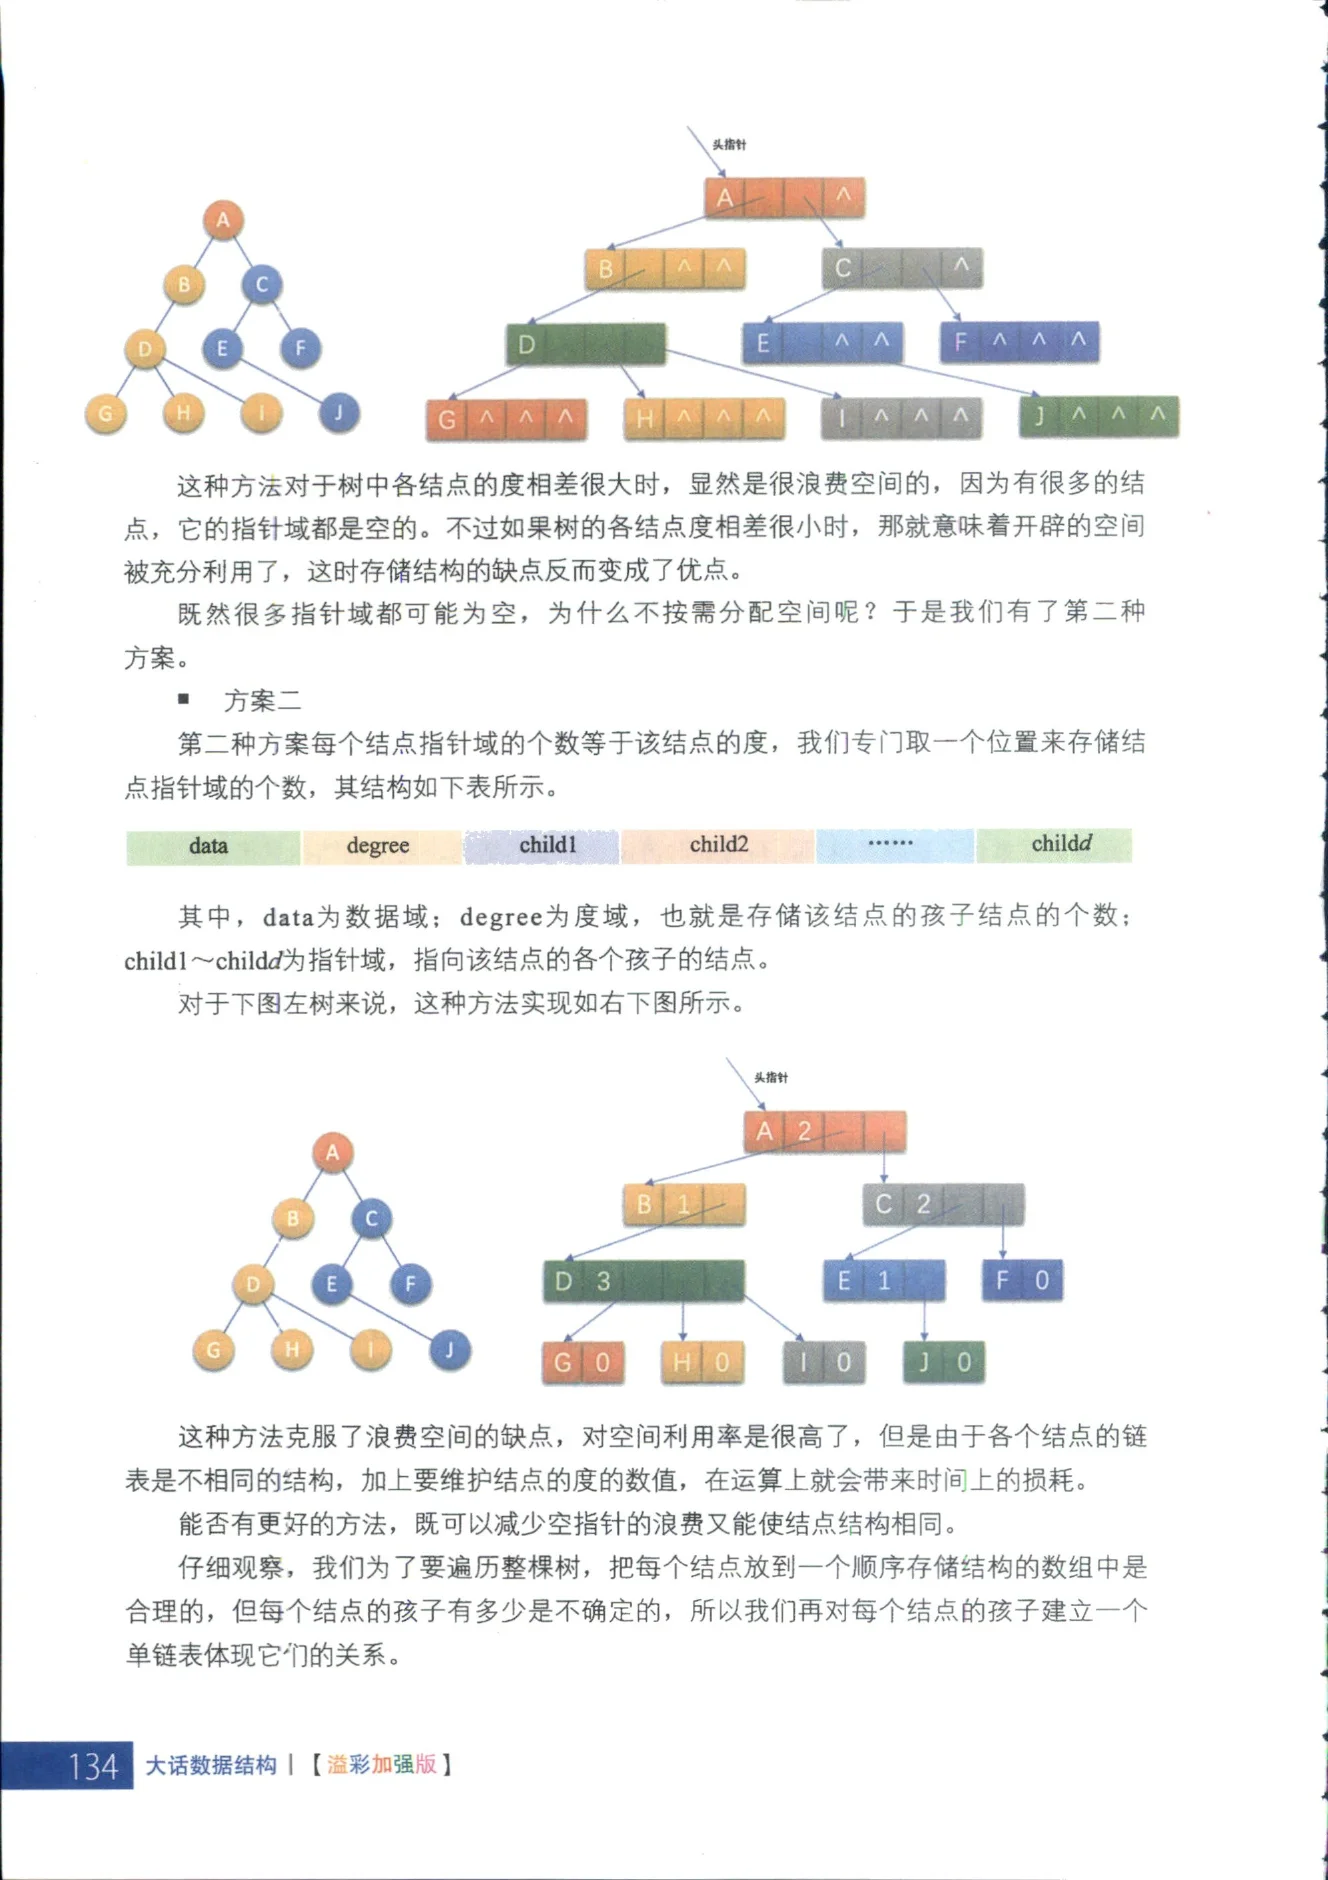 头指针
A ^
A
B ^ ^
C ^
B C
D
E ^ ^
F ^ ^ ^
D E F
G ^ ^ ^
H ^ ^ ^
I ^ ^ ^
J ^ ^ ^
G H I J
这种方法对于树中各结点的度相差很大时，显然是很浪费空间的，因为有很多的结
点，它的指针域都是空的。不过如果树的各结点度相差很小时，那就意味着开辟的空间
被充分利用了，这时存储结构的缺点反而变成了优点。
既然很多指针域都可能为空，为什么不按需分配空间呢？于是我们有了第二种
方案。
■ 方案二
第二种方案每个结点指针域的个数等于该结点的度，我们专门取一个位置来存储结
点指针域的个数，其结构如下表所示。
data degree child1 child2 …… childd
其中，data为数据域；degree为度域，也就是存储该结点的孩子结点的个数；
child1～childd为指针域，指向该结点的各个孩子的结点。
对于下图左树来说，这种方法实现如右下图所示。
头指针
A 2
A
B 1
C 2
B C
D 3
E 1
F 0
D E F
G 0
H 0
I 0
J 0
G H I J
这种方法克服了浪费空间的缺点，对空间利用率是很高了，但是由于各个结点的链
表是不相同的结构，加上要维护结点的度的数值，在运算上就会带来时间上的损耗。
能否有更好的方法，既可以减少空指针的浪费又能使结点结构相同。
仔细观察，我们为了要遍历整棵树，把每个结点放到一个顺序存储结构的数组中是
合理的，但每个结点的孩子有多少是不确定的，所以我们再对每个结点的孩子建立一个
单链表体现它们的关系。
134 大话数据结构｜【溢彩加强版】